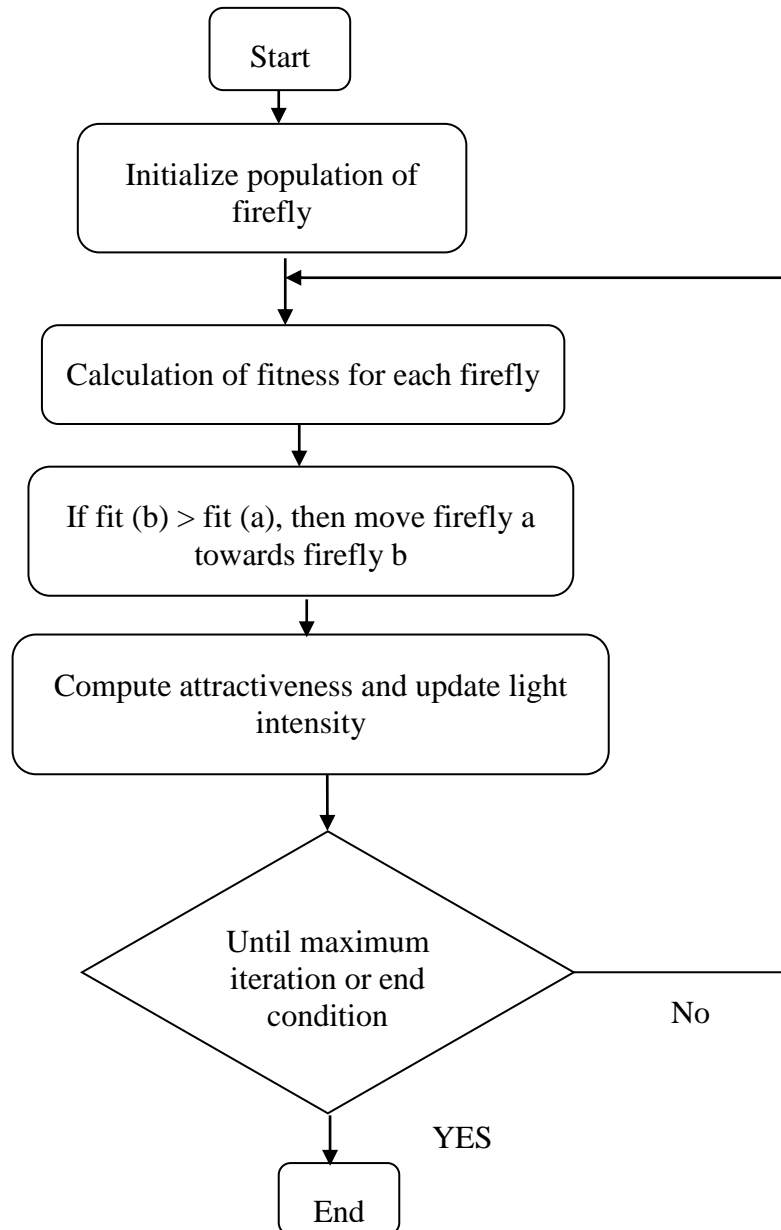 Start
Initialize population of
firefly
Calculation of fitness for each firefly
If fit (b) > fit (a), then move firefly a
towards firefly b
Compute attractiveness and update light
intensity
Until maximum
iteration or end
condition
No
YES
End